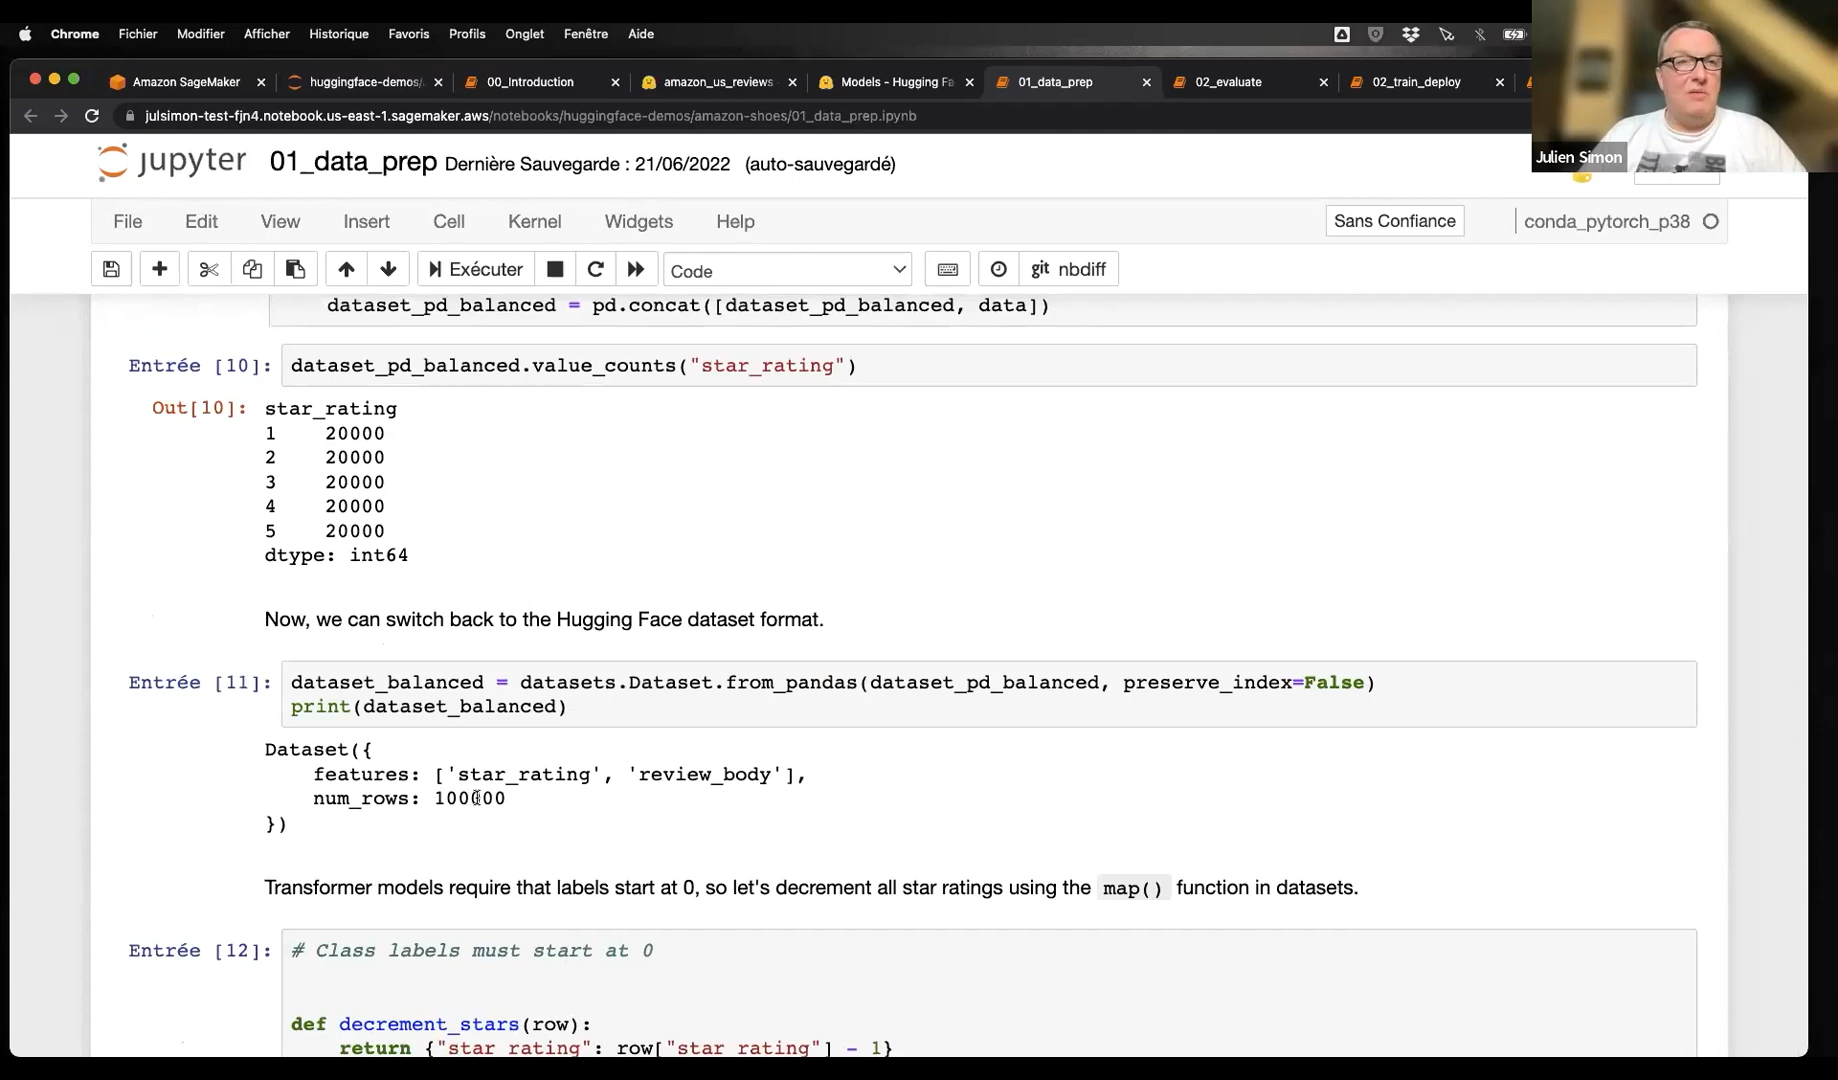 Chrome Fichier Modifier Afficher Historique Favoris Profils Onglet Fenêtre Aide
Amazon SageMaker huggingface-demos/ 00_Introduction amazon_us_reviews Models - Hugging Fa 01_data_prep 02_evaluate 02_train_deploy
julsimon-test-fjn4.notebook.us-east-1.sagemaker.aws/notebooks/huggingface-demos/amazon-shoes/01_data_prep.ipynb
Julien Simon
jupyter 01_data_prep Dernière Sauvegarde : 21/06/2022 (auto-sauvegardé)
File Edit View Insert Cell Kernel Widgets Help Sans Confiance conda_pytorch_p38
Exécuter Code git nbdiff
dataset_pd_balanced = pd.concat([dataset_pd_balanced, data])
Entrée [10]: dataset_pd_balanced.value_counts("star_rating")
Out[10]: star_rating
1 20000
2 20000
3 20000
4 20000
5 20000
dtype: int64
Now, we can switch back to the Hugging Face dataset format.
Entrée [11]: dataset_balanced = datasets.Dataset.from_pandas(dataset_pd_balanced, preserve_index=False)
print(dataset_balanced)
Dataset({
features: ['star_rating', 'review_body'],
num_rows: 100000
})
Transformer models require that labels start at 0, so let's decrement all star ratings using the map() function in datasets.
Entrée [12]: # Class labels must start at 0
def decrement_stars(row):
return {"star_rating": row["star_rating"] - 1}